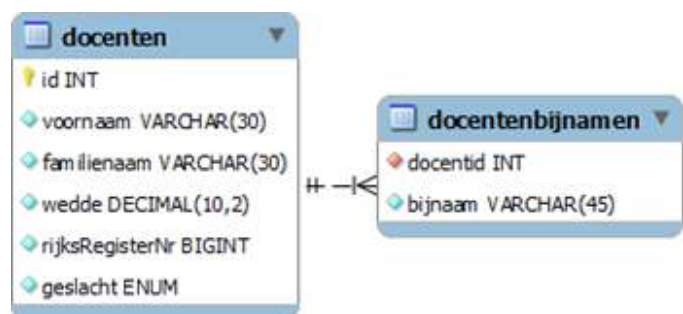 docenten
id INT
voornaam VARCHAR(30)
familienaam VARCHAR(30)
wedde DECIMAL(10,2)
rijksRegisterNr BIGINT
geslacht ENUM
docentenbijnamen
docentid INT
bijnaam VARCHAR(45)